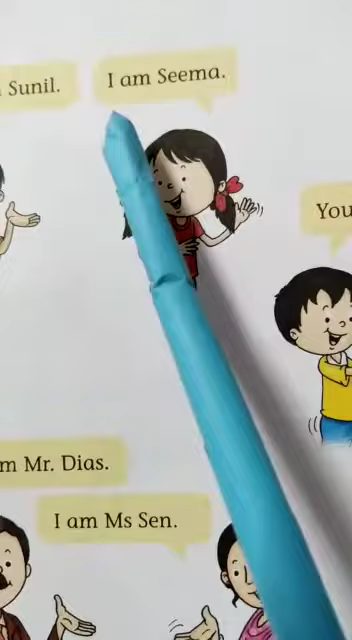 Sunil.
I am Seema.
You
m Mr. Dias.
I am Ms Sen.